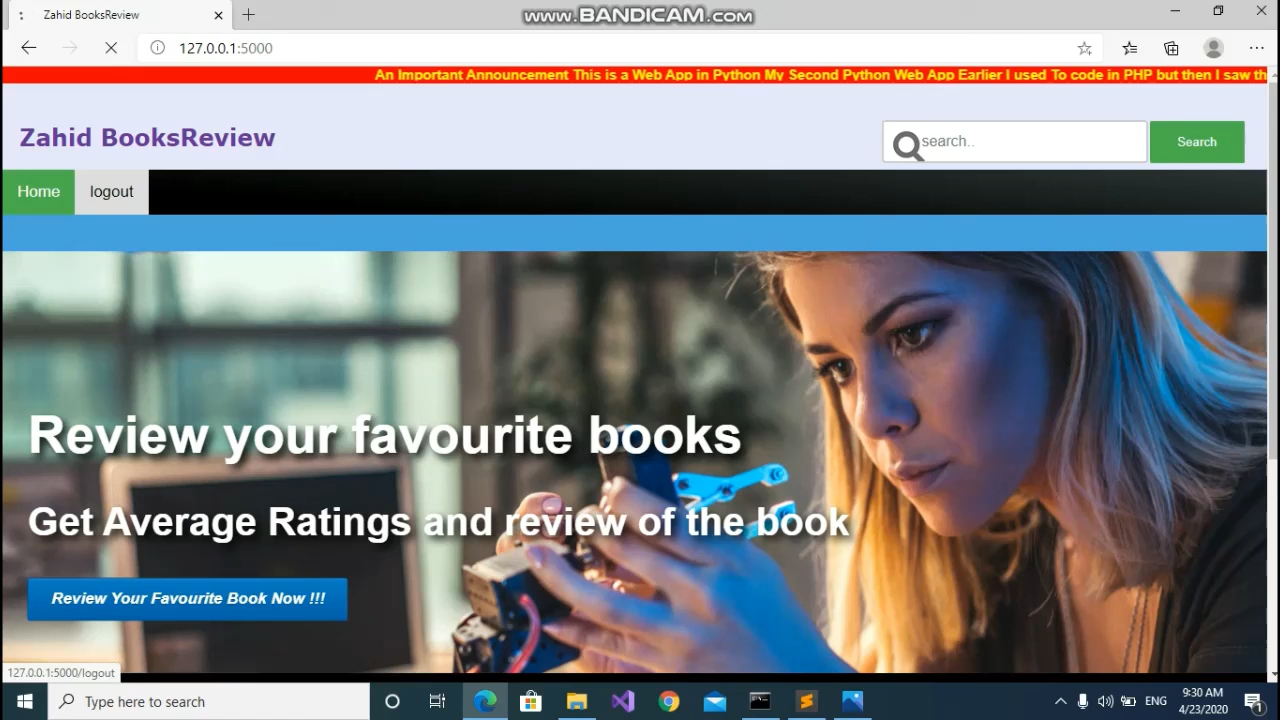 Zahid BooksReview
www.BANDICAM.com
127.0.0.1:5000
An Important Announcement This is a Web App in Python My Second Python Web App Earlier I used To code in PHP but then I saw th
Zahid BooksReview
search..
Search
Home
logout
Review your favourite books
Get Average Ratings and review of the book
Review Your Favourite Book Now !!!
127.0.0.1:5000/logout
Type here to search
ENG
9:30 AM
4/23/2020
1